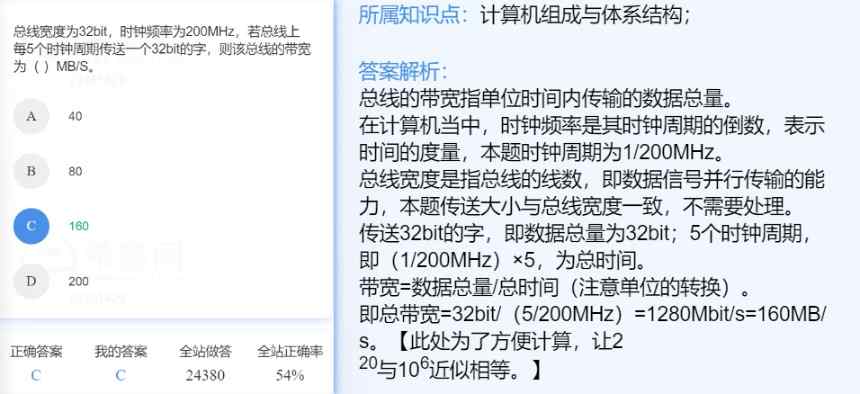 总线宽度为32bit，时钟频率为200MHz，若总线上
每5个时钟周期传送一个32bit的字，则该总线的带宽
为（ ）MB/S。
A 40
B 80
C 160
D 200
正确答案 我的答案 全站做答 全站正确率
C C 24380 54%
所属知识点：计算机组成与体系结构；
答案解析：
总线的带宽指单位时间内传输的数据总量。
在计算机当中，时钟频率是其时钟周期的倒数，表示
时间的度量，本题时钟周期为1/200MHz。
总线宽度是指总线的线数，即数据信号并行传输的能
力，本题传送大小与总线宽度一致，不需要处理。
传送32bit的字，即数据总量为32bit；5个时钟周期，
即（1/200MHz）×5，为总时间。
带宽=数据总量/总时间（注意单位的转换）。
即总带宽=32bit/（5/200MHz）=1280Mbit/s=160MB/
s。【此处为了方便计算，让2
20与106近似相等。】